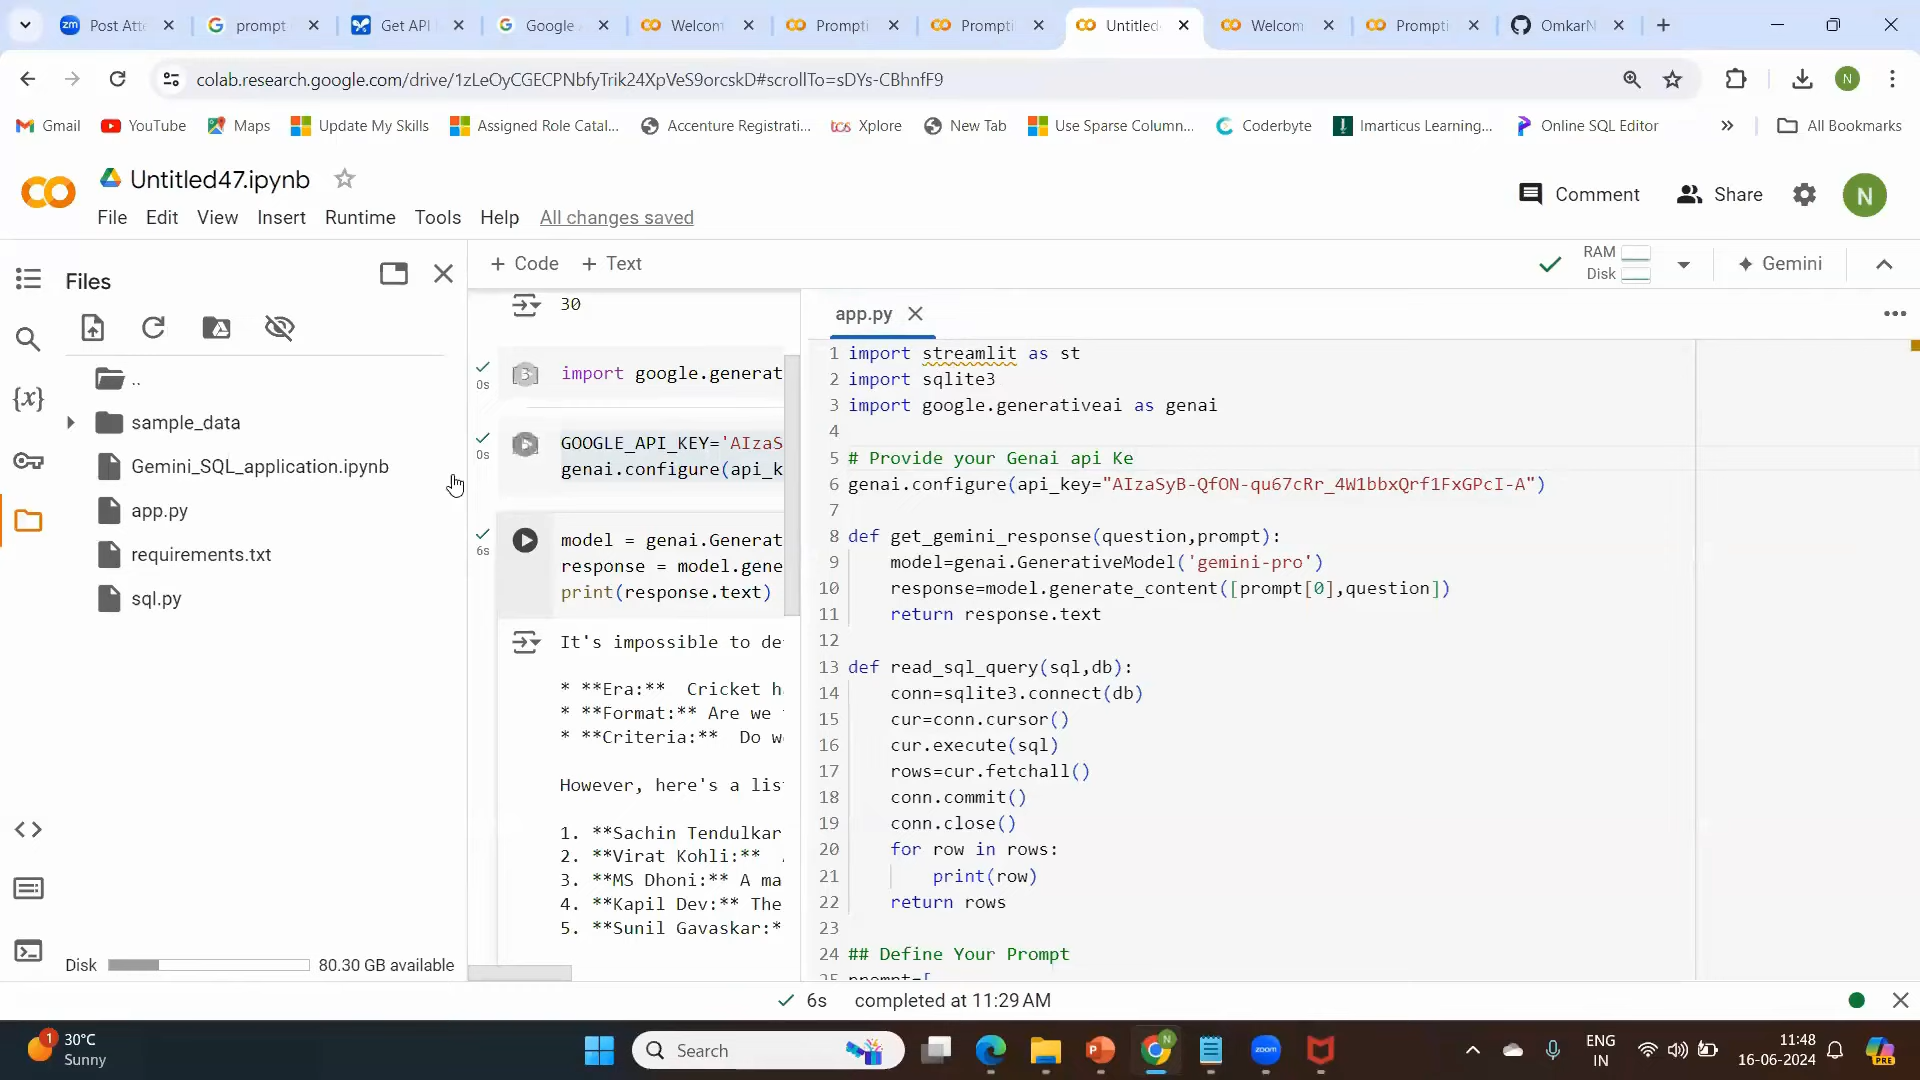 Post Atte
prompt
Get API
Google
Welcom
Prompti
Prompti
Untitled
Welcom
Prompti
OmkarN
colab.research.google.com/drive/1zLeOyCGECPNbfyTrik24XpVeS9orcskD#scrollTo=sDYs-CBhnfF9
N
Gmail
YouTube
Maps
Update My Skills
Assigned Role Catal...
Accenture Registrati...
tcs Xplore
New Tab
Use Sparse Column...
Coderbyte
Imarticus Learning,...
Online SQL Editor
All Bookmarks
Untitled47.ipynb
Comment
Share
N
File Edit View Insert Runtime Tools Help All changes saved
+ Code + Text
RAM
Disk
Gemini
Files
..
sample_data
Gemini_SQL_application.ipynb
app.py
requirements.txt
sql.py
Disk
80.30 GB available
30
0s
[3]
import google.generat
0s
GOOGLE_API_KEY='AIzaS
genai.configure(api_k
6s
model = genai.Generat
response = model.gene
print(response.text)
It's impossible to de
* **Era:** Cricket h
* **Format:** Are we
* **Criteria:** Do w
However, here's a lis
1. **Sachin Tendulkar
2. **Virat Kohli:**
3. **MS Dhoni:** A ma
4. **Kapil Dev:** The
5. **Sunil Gavaskar:*
app.py
1 import streamlit as st
2 import sqlite3
3 import google.generativeai as genai
4
5 # Provide your Genai api Ke
6 genai.configure(api_key="AIzaSyB-QfON-qu67cRr_4W1bbxQrf1FxGPcI-A")
7
8 def get_gemini_response(question,prompt):
9 model=genai.GenerativeModel('gemini-pro')
10 response=model.generate_content([prompt[0],question])
11 return response.text
12
13 def read_sql_query(sql,db):
14 conn=sqlite3.connect(db)
15 cur=conn.cursor()
16 cur.execute(sql)
17 rows=cur.fetchall()
18 conn.commit()
19 conn.close()
20 for row in rows:
21 print(row)
22 return rows
23
24 ## Define Your Prompt
25 prompt=[
6s completed at 11:29 AM
1
30°C
Sunny
Search
zoom
ENG
IN
11:48
16-06-2024
PRE